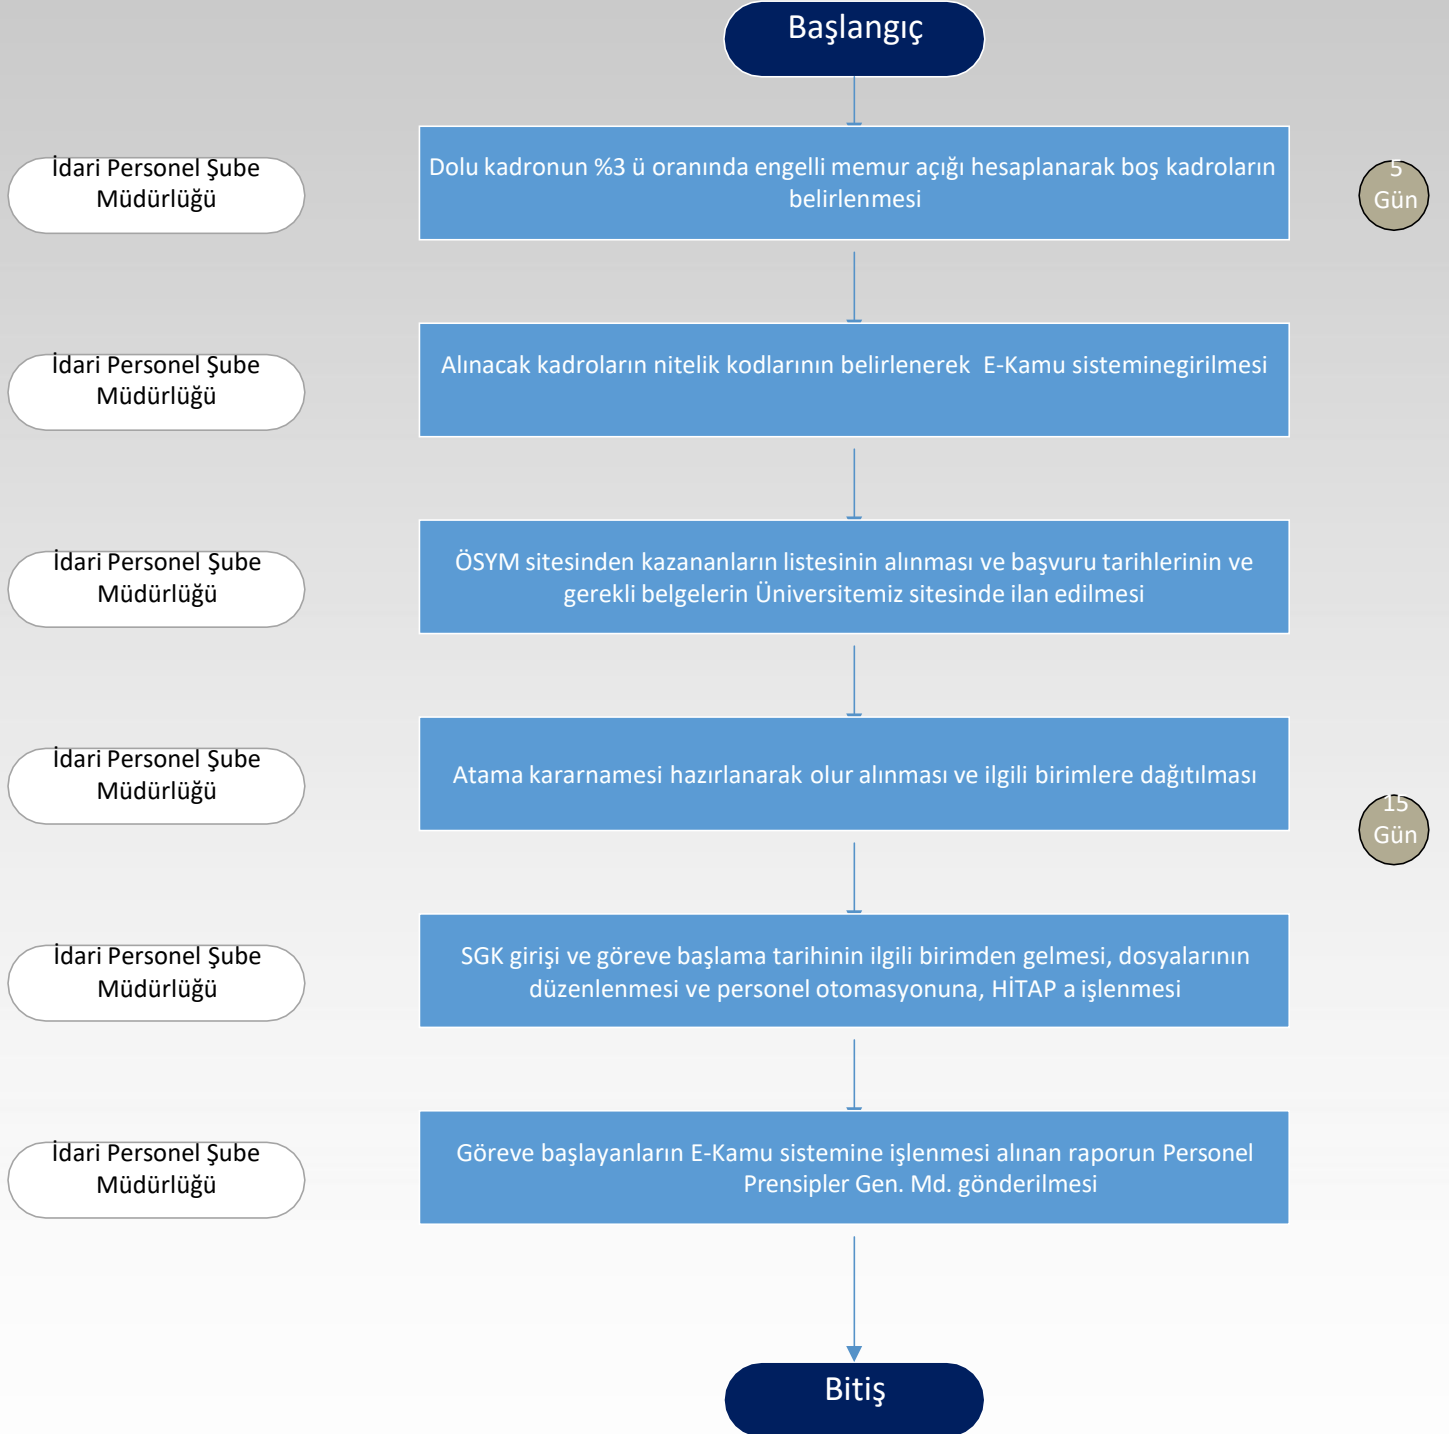 Başlangıç
İdari Personel Şube
Müdürlüğü
Dolu kadronun %3 ü oranında engelli memur açığı hesaplanarak boş kadroların
belirlenmesi
5
Gün
İdari Personel Şube
Müdürlüğü
Alınacak kadroların nitelik kodlarının belirlenerek E-Kamu sisteminegirilmesi
İdari Personel Şube
Müdürlüğü
ÖSYM sitesinden kazananların listesinin alınması ve başvuru tarihlerinin ve
gerekli belgelerin Üniversitemiz sitesinde ilan edilmesi
İdari Personel Şube
Müdürlüğü
Atama kararnamesi hazırlanarak olur alınması ve ilgili birimlere dağıtılması
15
Gün
İdari Personel Şube
Müdürlüğü
SGK girişi ve göreve başlama tarihinin ilgili birimden gelmesi, dosyalarının
düzenlenmesi ve personel otomasyonuna, HİTAP a işlenmesi
İdari Personel Şube
Müdürlüğü
Göreve başlayanların E-Kamu sistemine işlenmesi alınan raporun Personel
Prensipler Gen. Md. gönderilmesi
Bitiş